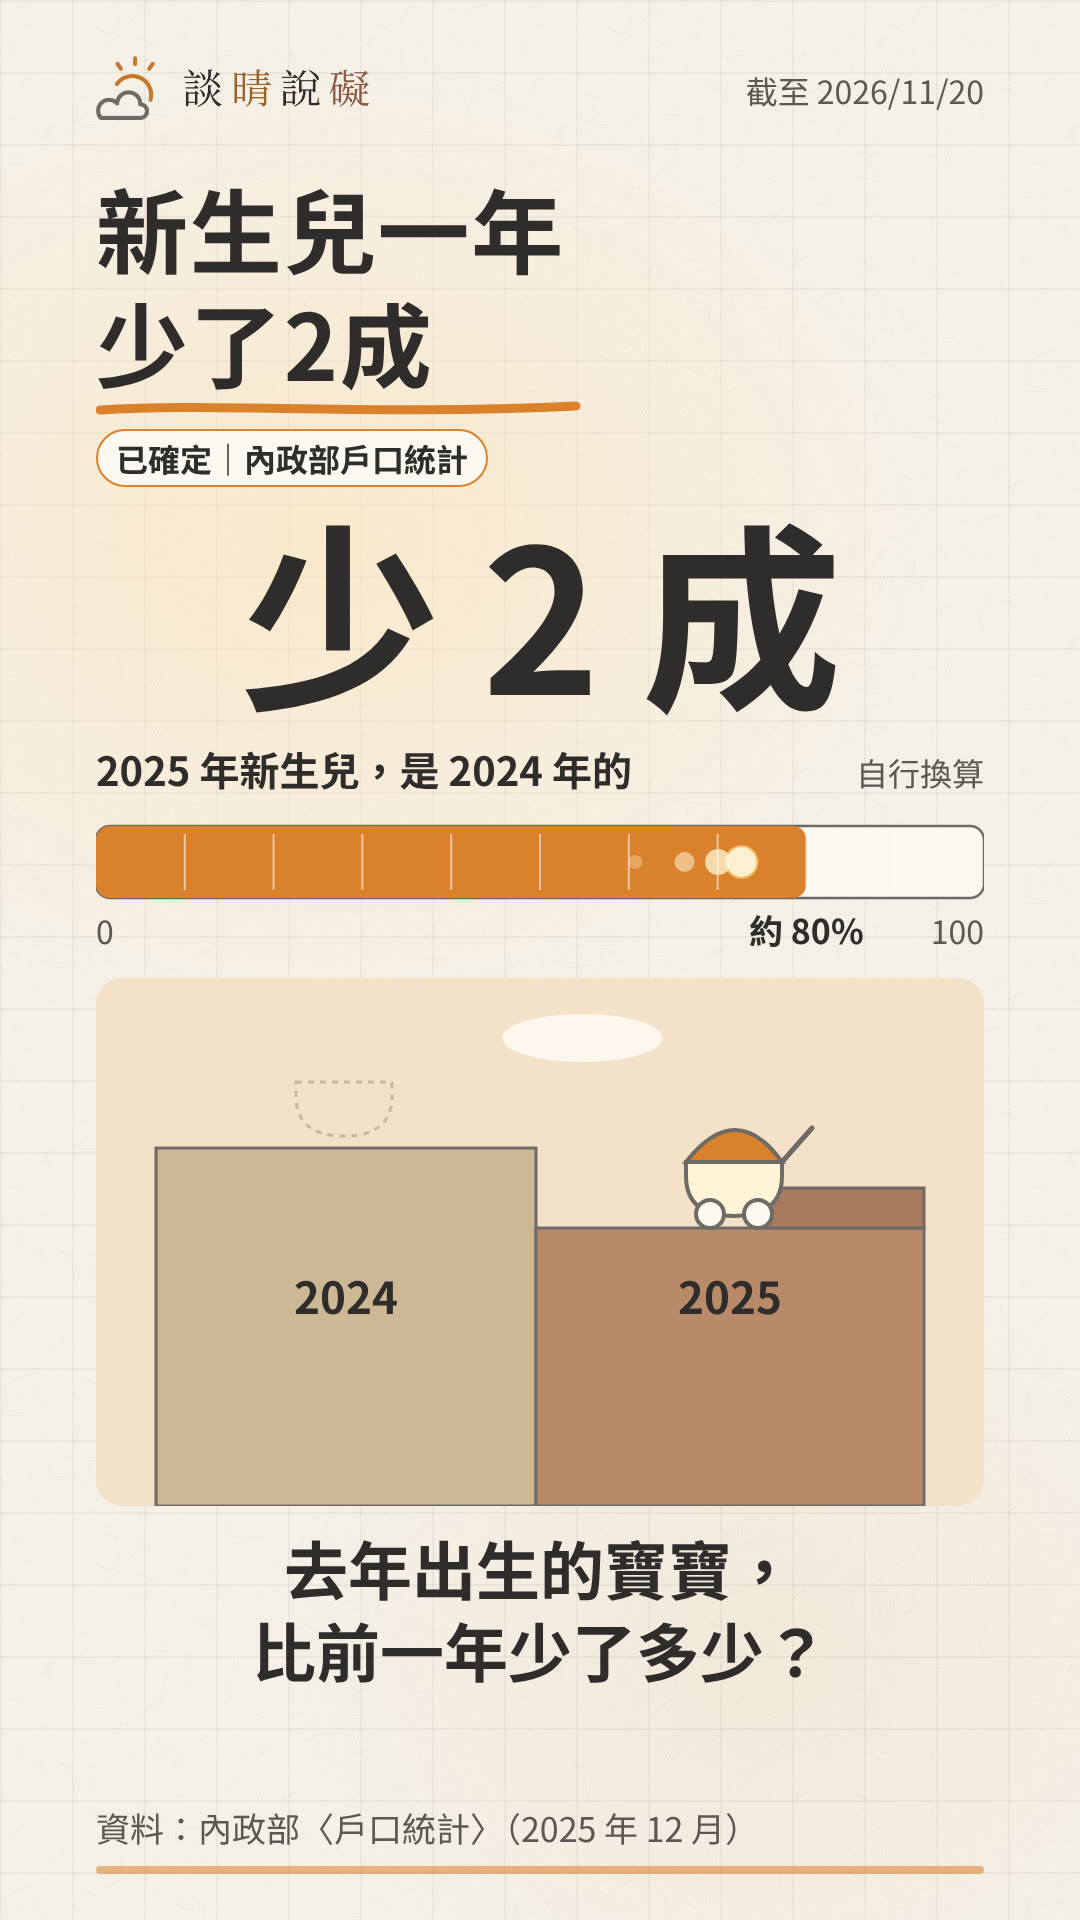 談晴說礙
截至 2026/11/20
新生兒一年
少了2成
已確定｜內政部戶口統計
少2成
2025 年新生兒，是 2024 年的
自行換算
0
約 80%
100
2024
2025
去年出生的寶寶，
比前一年少了多少？
資料：內政部〈戶口統計〉（2025 年 12 月）